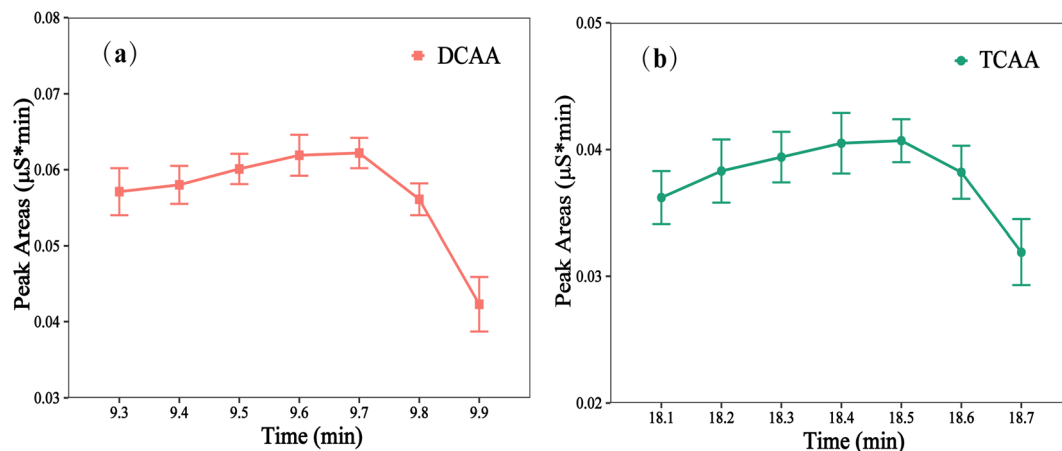 (a)
DCAA
Peak Areas (μS*min)
0.08
0.07
0.06
0.05
0.04
0.03
9.3 9.4 9.5 9.6 9.7 9.8 9.9
Time (min)
(b)
TCAA
Peak Areas (μS*min)
0.05
0.04
0.03
0.02
18.1 18.2 18.3 18.4 18.5 18.6 18.7
Time (min)